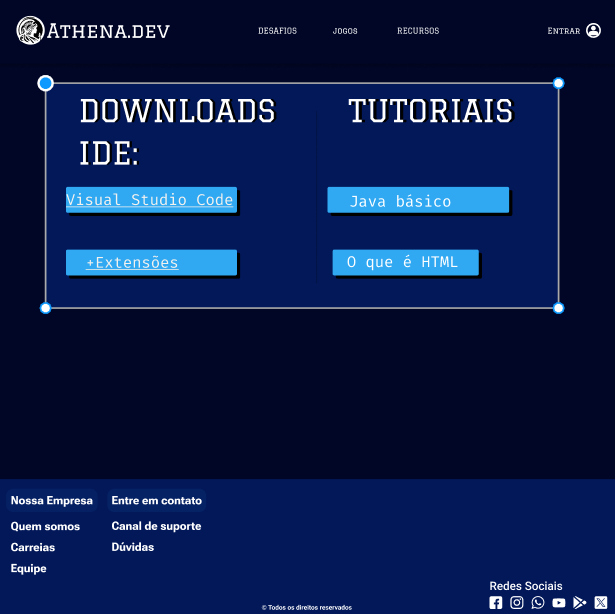 ATHENA.DEV
DESAFIOS
JOGOS
RECURSOS
ENTRAR
DOWNLOADS
IDE:
Visual Studio Code
+Extensões
TUTORIAIS
Java básico
O que é HTML
Nossa Empresa
Quem somos
Carreias
Equipe
Entre em contato
Canal de suporte
Dúvidas
Redes Sociais
© Todos os direitos reservados